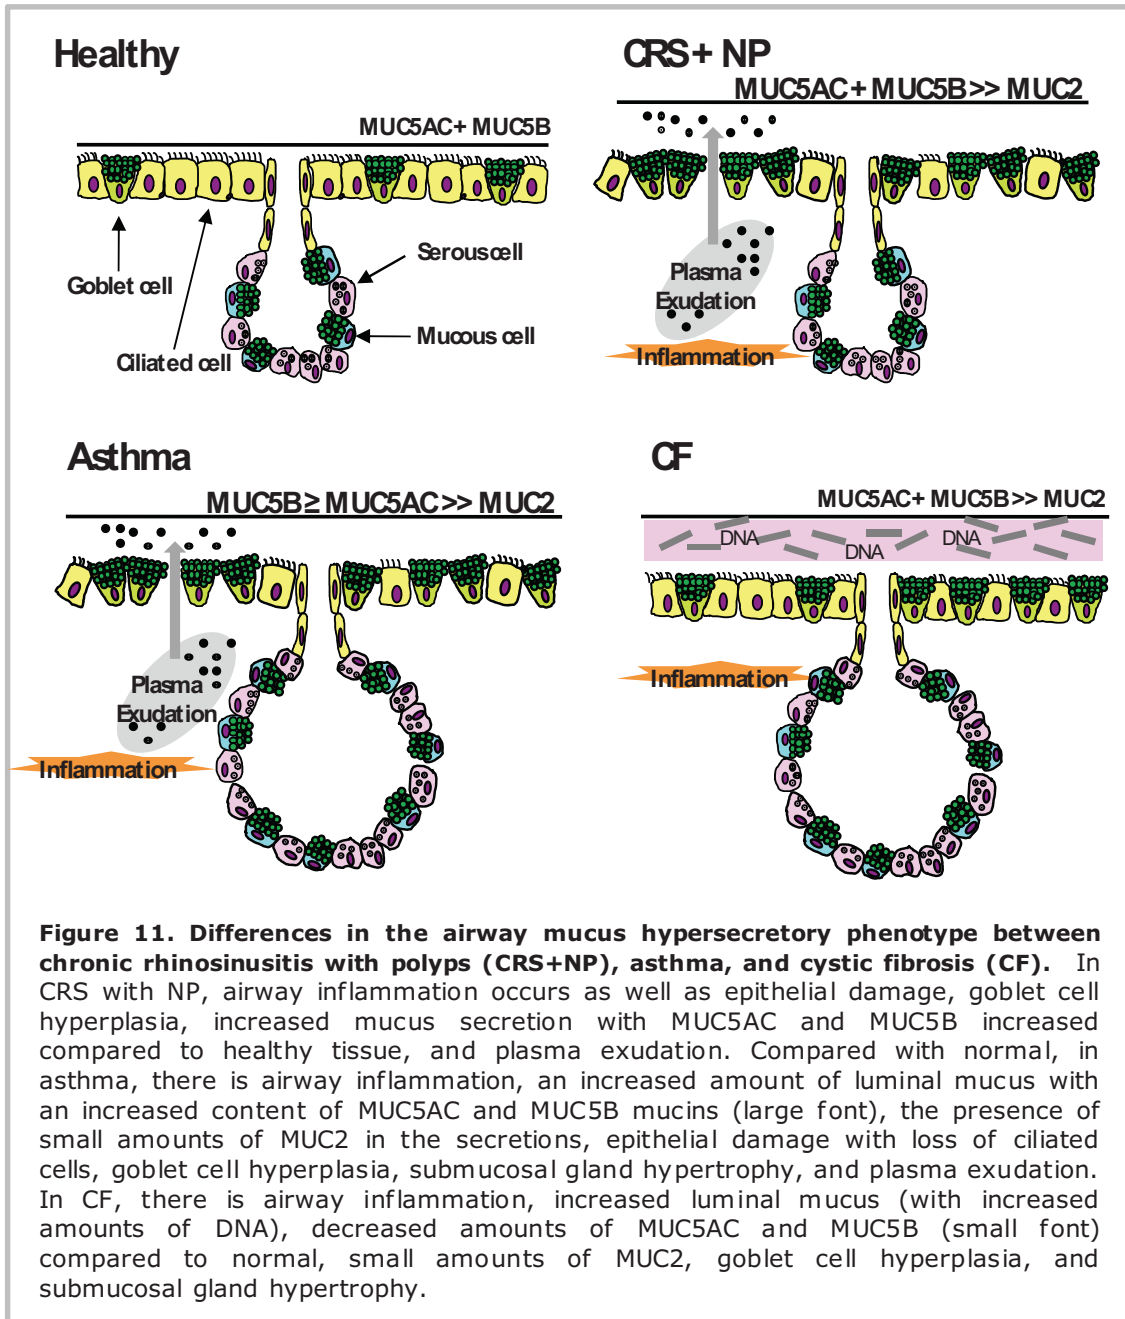 Healthy
MUC5AC+ MUC5B
Goblet cell
Ciliated cell
Serous cell
Mucous cell
CRS+ NP
MUC5AC + MUC5B>> MUC2
Plasma
Exudation
Inflammation
Asthma
MUC5B≥ MUC5AC >> MUC2
Plasma
Exudation
Inflammation
CF
MUC5AC+ MUC5B>> MUC2
DNA
DNA
DNA
Inflammation
Figure 11. Differences in the airway mucus hypersecretory phenotype between
chronic rhinosinusitis with polyps (CRS+NP), asthma, and cystic fibrosis (CF). In
CRS with NP, airway inflammation occurs as well as epithelial damage, goblet cell
hyperplasia, increased mucus secretion with MUC5AC and MUC5B increased
compared to healthy tissue, and plasma exudation. Compared with normal, in
asthma, there is airway inflammation, an increased amount of luminal mucus with
an increased content of MUC5AC and MUC5B mucins (large font), the presence of
small amounts of MUC2 in the secretions, epithelial damage with loss of ciliated
cells, goblet cell hyperplasia, submucosal gland hypertrophy, and plasma exudation.
In CF, there is airway inflammation, increased luminal mucus (with increased
amounts of DNA), decreased amounts of MUC5AC and MUC5B (small font)
compared to normal, small amounts of MUC2, goblet cell hyperplasia, and
submucosal gland hypertrophy.